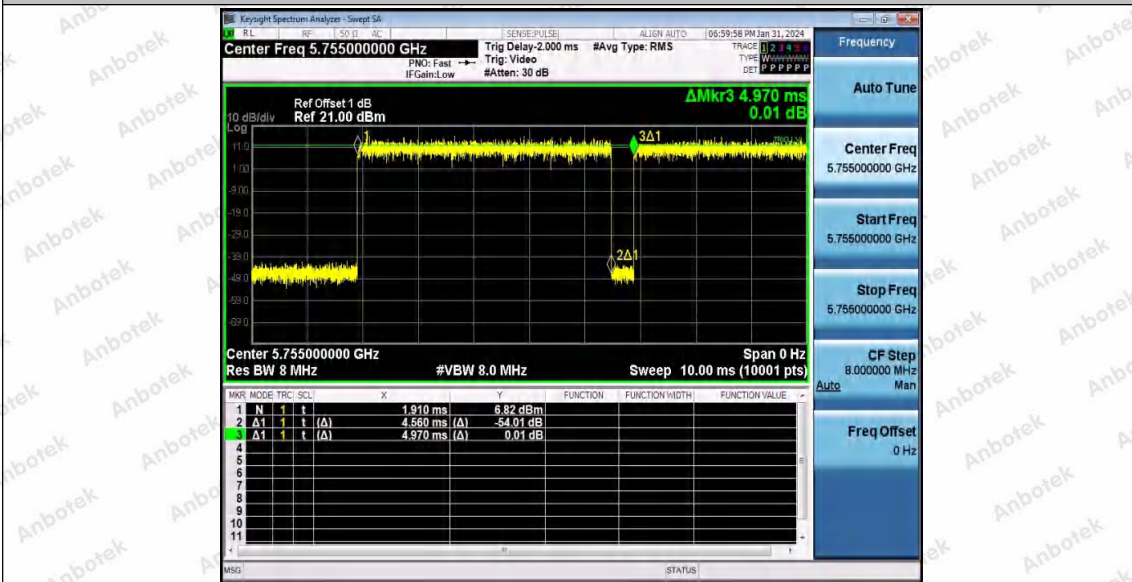 Keysight Spectrum Analyzer - Swept SA
RL RF 50 Ω AC SENSE:PULSE ALIGN AUTO 06:59:58 PM Jan 31, 2024
Center Freq 5.755000000 GHz
PNO: Fast
IFGain:Low
Trig Delay-2.000 ms
Trig: Video
#Atten: 30 dB
#Avg Type: RMS
TRACE 1 2 3 4 5 6
TYPE
DET P P P P P P
ΔMkr3 4.970 ms
0.01 dB
Ref Offset 1 dB
10 dB/div Ref 21.00 dBm
Log
11.0
1.00
-9.00
-19.0
-29.0
-39.0
-49.0
-59.0
-69.0
1
2Δ1
3Δ1
Center 5.755000000 GHz Span 0 Hz
Res BW 8 MHz #VBW 8.0 MHz Sweep 10.00 ms (10001 pts)
MKR MODE TRC SCL X Y FUNCTION FUNCTION WIDTH FUNCTION VALUE
1 N 1 t 1.910 ms 6.82 dBm
2 Δ1 1 t (Δ) 4.560 ms (Δ) -54.01 dB
3 Δ1 1 t (Δ) 4.970 ms (Δ) 0.01 dB
4
5
6
7
8
9
10
11
MSG STATUS
Frequency
Auto Tune
Center Freq
5.755000000 GHz
Start Freq
5.755000000 GHz
Stop Freq
5.755000000 GHz
CF Step
8.000000 MHz
Auto Man
Freq Offset
0 Hz
Anbotek